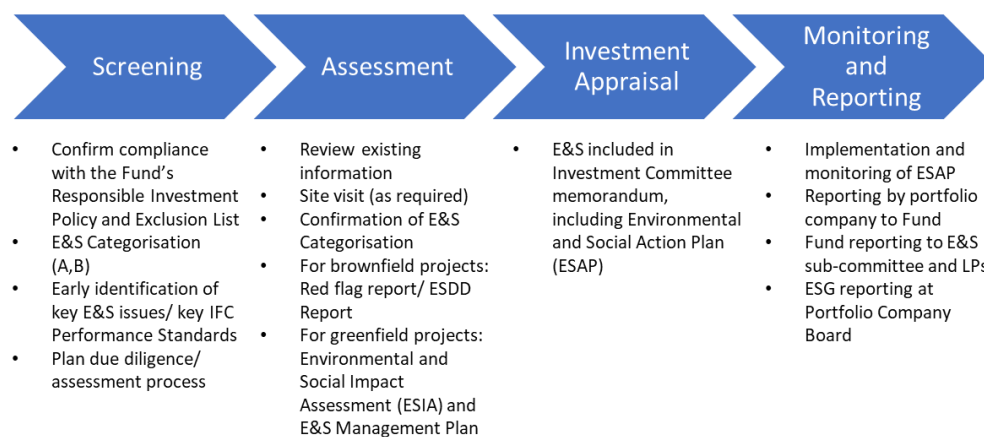 Screening
Assessment
Investment
Appraisal
Monitoring
and
Reporting
• Confirm compliance
with the Fund's
Responsible Investment
Policy and Exclusion List
• E&S Categorisation
(A,B)
• Early identification of
key E&S issues/ key IFC
Performance Standards
• Plan due diligence/
assessment process
• Review existing
information
• Site visit (as required)
• Confirmation of E&S
Categorisation
• For brownfield projects:
Red flag report/ ESDD
Report
• For greenfield projects:
Environmental and
Social Impact
Assessment (ESIA) and
E&S Management Plan
• E&S included in
Investment Committee
memorandum,
including Environmental
and Social Action Plan
(ESAP)
• Implementation and
monitoring of ESAP
• Reporting by portfolio
company to Fund
• Fund reporting to E&S
sub-committee and LPs
• ESG reporting at
Portfolio Company
Board